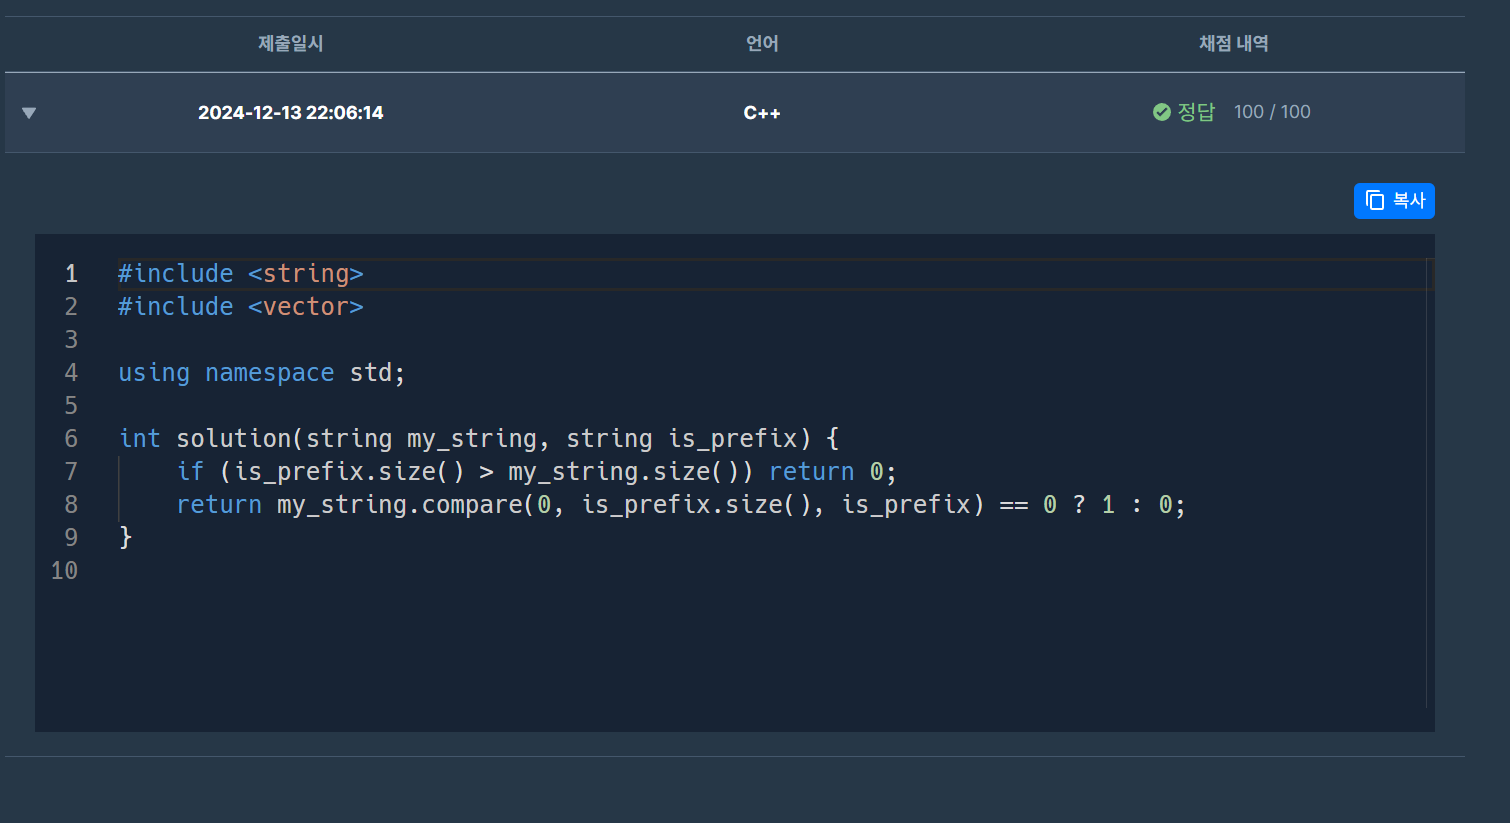 제출일시 언어 채점 내역
2024-12-13 22:06:14 C++ 정답 100 / 100
복사
1 #include <string>
2 #include <vector>
3
4 using namespace std;
5
6 int solution(string my_string, string is_prefix) {
7     if (is_prefix.size() > my_string.size()) return 0;
8     return my_string.compare(0, is_prefix.size(), is_prefix) == 0 ? 1 : 0;
9 }
10